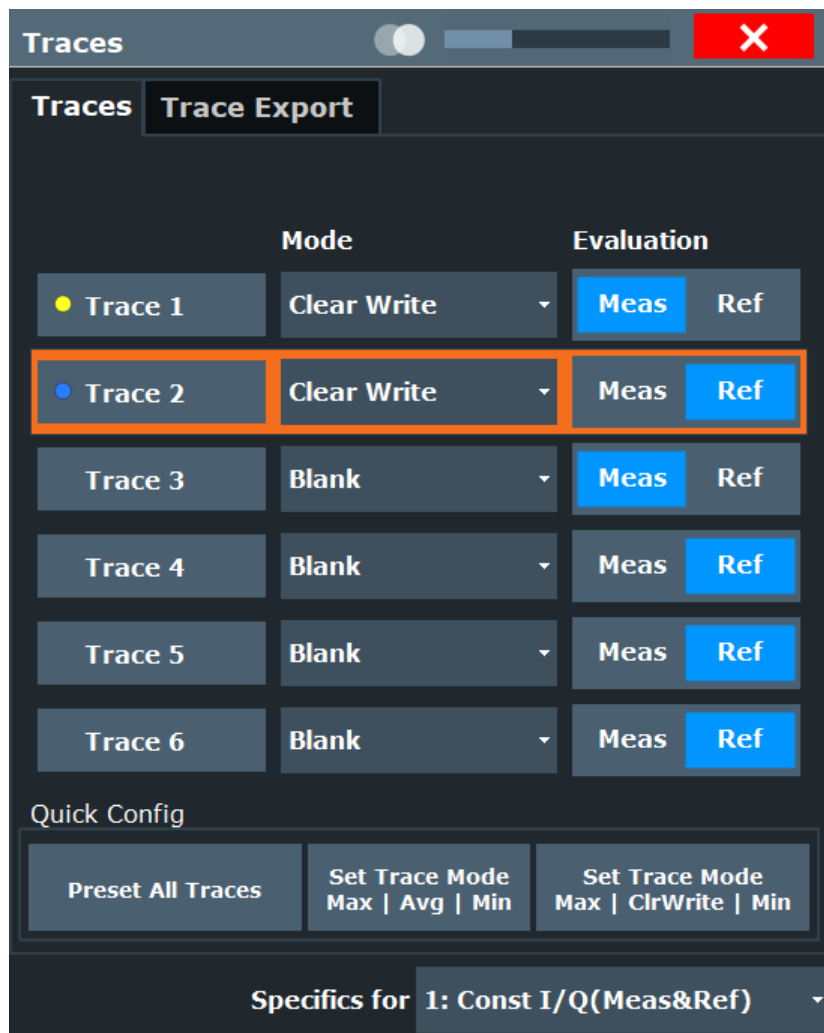 Traces
Traces Trace Export
Mode Evaluation
Trace 1 Clear Write Meas Ref
Trace 2 Clear Write Meas Ref
Trace 3 Blank Meas Ref
Trace 4 Blank Meas Ref
Trace 5 Blank Meas Ref
Trace 6 Blank Meas Ref
Quick Config
Preset All Traces
Set Trace Mode
Max | Avg | Min
Set Trace Mode
Max | ClrWrite | Min
Specifics for 1: Const I/Q(Meas&Ref)